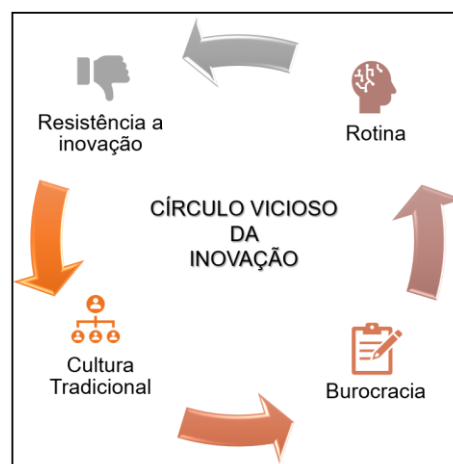 Resistência a
inovação
Rotina
CÍRCULO VICIOSO
DA
INOVAÇÃO
Cultura
Tradicional
Burocracia